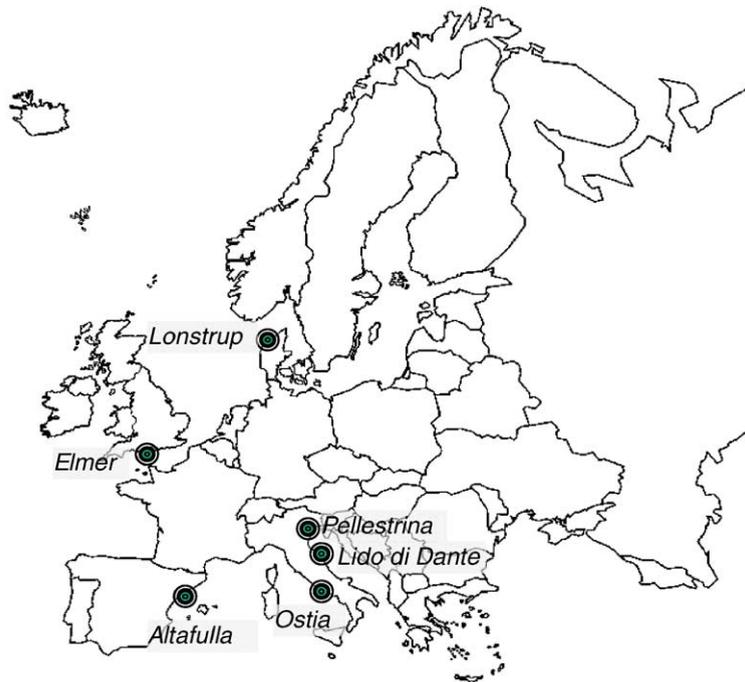 Lonstrup
Elmer
Pellestrina
Lido di Dante
Altafulla
Ostia